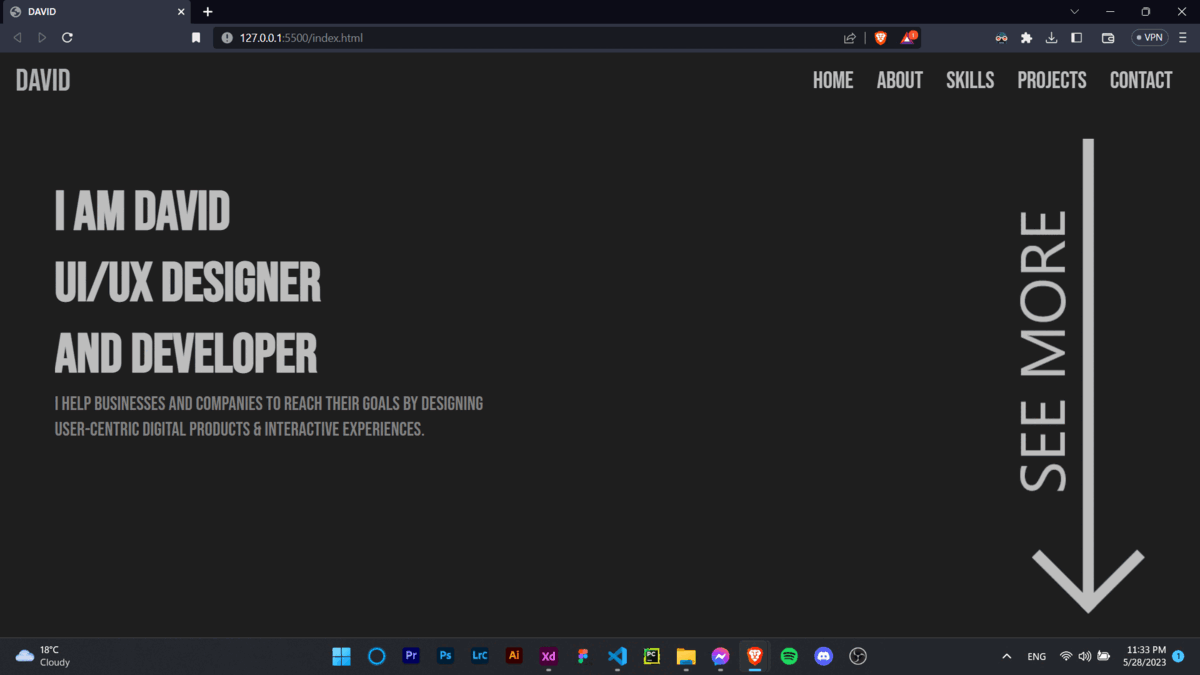 DAVID
127.0.0.1:5500/index.html
VPN
DAVID
HOME ABOUT SKILLS PROJECTS CONTACT
I AM DAVID
UI/UX DESIGNER
AND DEVELOPER
I HELP BUSINESSES AND COMPANIES TO REACH THEIR GOALS BY DESIGNING
USER-CENTRIC DIGITAL PRODUCTS & INTERACTIVE EXPERIENCES.
SEE MORE
18°C
Cloudy
Pr Ps LrC Ai Xd PC
ENG
11:33 PM
5/28/2023
1